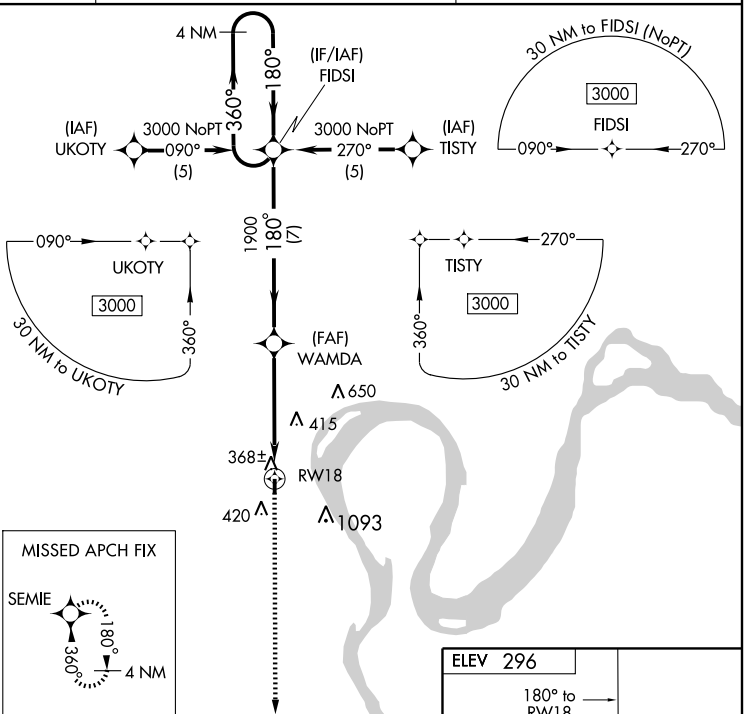 4 NM
360°
180°
(IF/IAF)
FIDSI
30 NM to FIDSI (NoPT)
3000
FIDSI
090°
270°
(IAF)
UKOTY
3000 NoPT
090°
(5)
3000 NoPT
270°
(5)
(IAF)
TISTY
1900
180°
(7)
090°
UKOTY
3000
360°
30 NM to UKOTY
270°
TISTY
3000
360°
30 NM to TISTY
(FAF)
WAMDA
650
415
368±
RW18
420
1093
MISSED APCH FIX
SEMIE
360°
180°
4 NM
ELEV 296
180° to
RW18